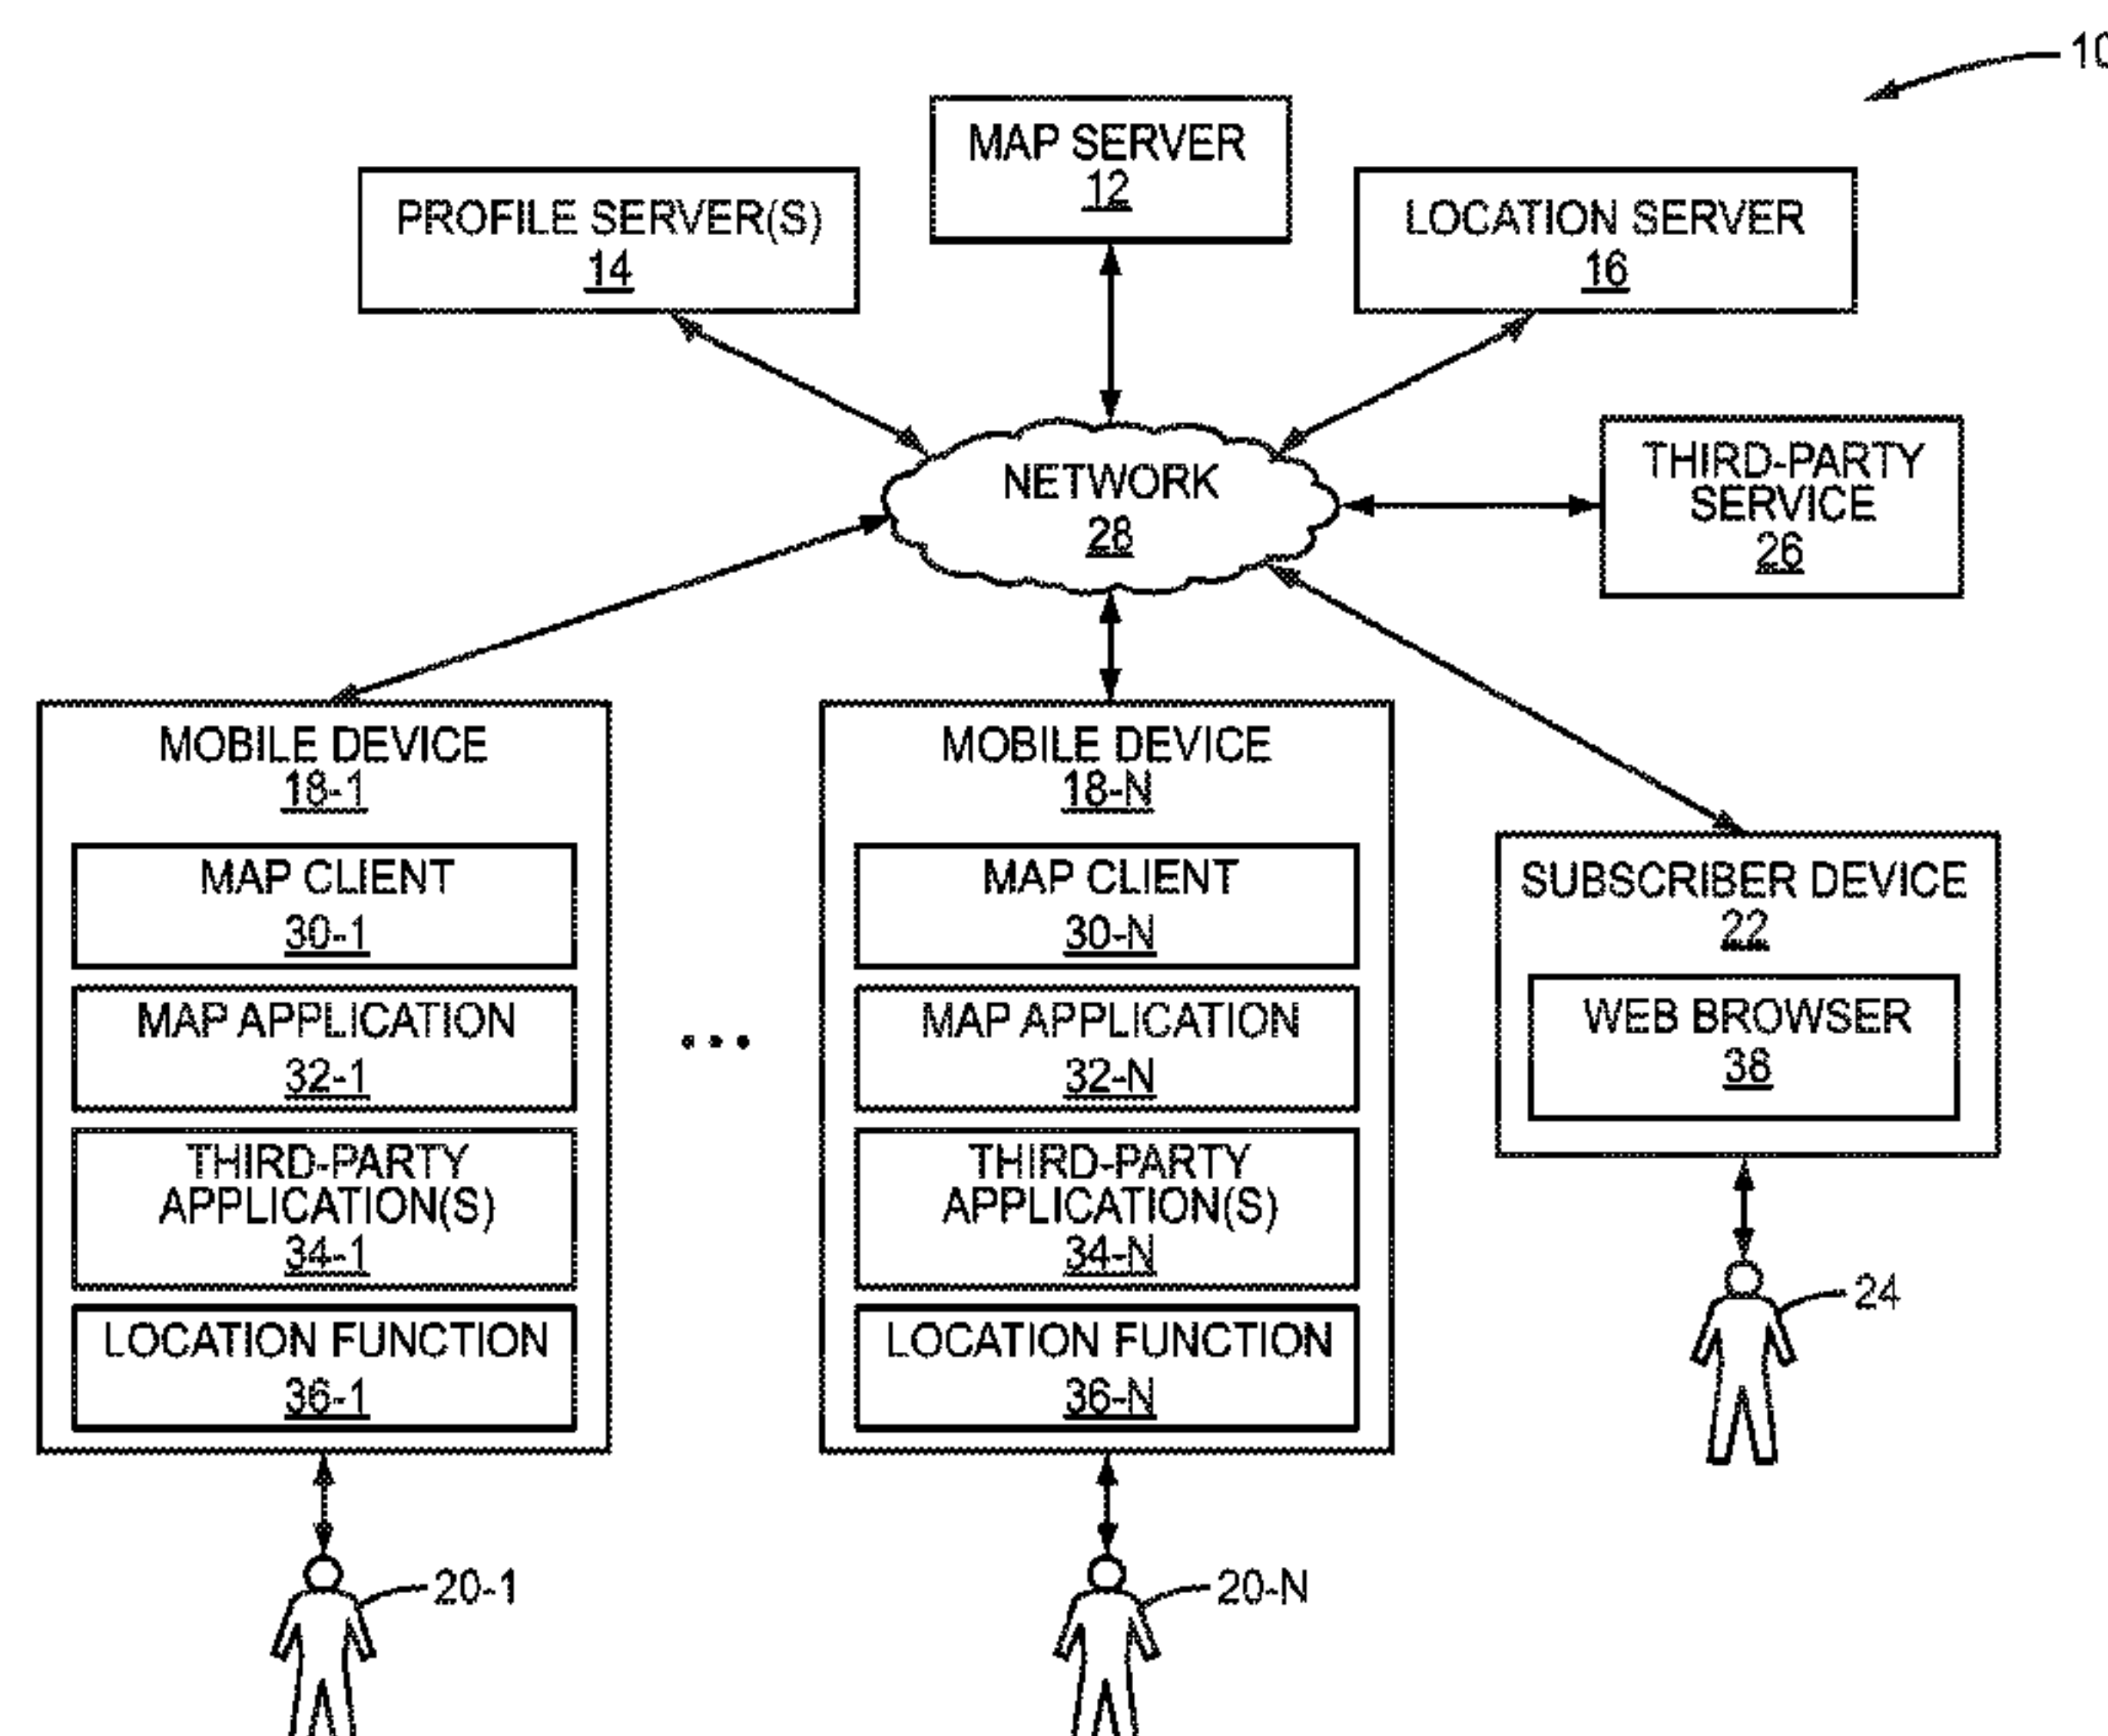 10
MAP SERVER
12
PROFILE SERVER(S)
14
LOCATION SERVER
16
NETWORK
28
THIRD-PARTY
SERVICE
26
MOBILE DEVICE
18-1
MAP CLIENT
30-1
MAP APPLICATION
32-1
THIRD-PARTY
APPLICATION(S)
34-1
LOCATION FUNCTION
36-1
20-1
MOBILE DEVICE
18-N
MAP CLIENT
30-N
MAP APPLICATION
32-N
THIRD-PARTY
APPLICATION(S)
34-N
LOCATION FUNCTION
36-N
20-N
SUBSCRIBER DEVICE
22
WEB BROWSER
38
24